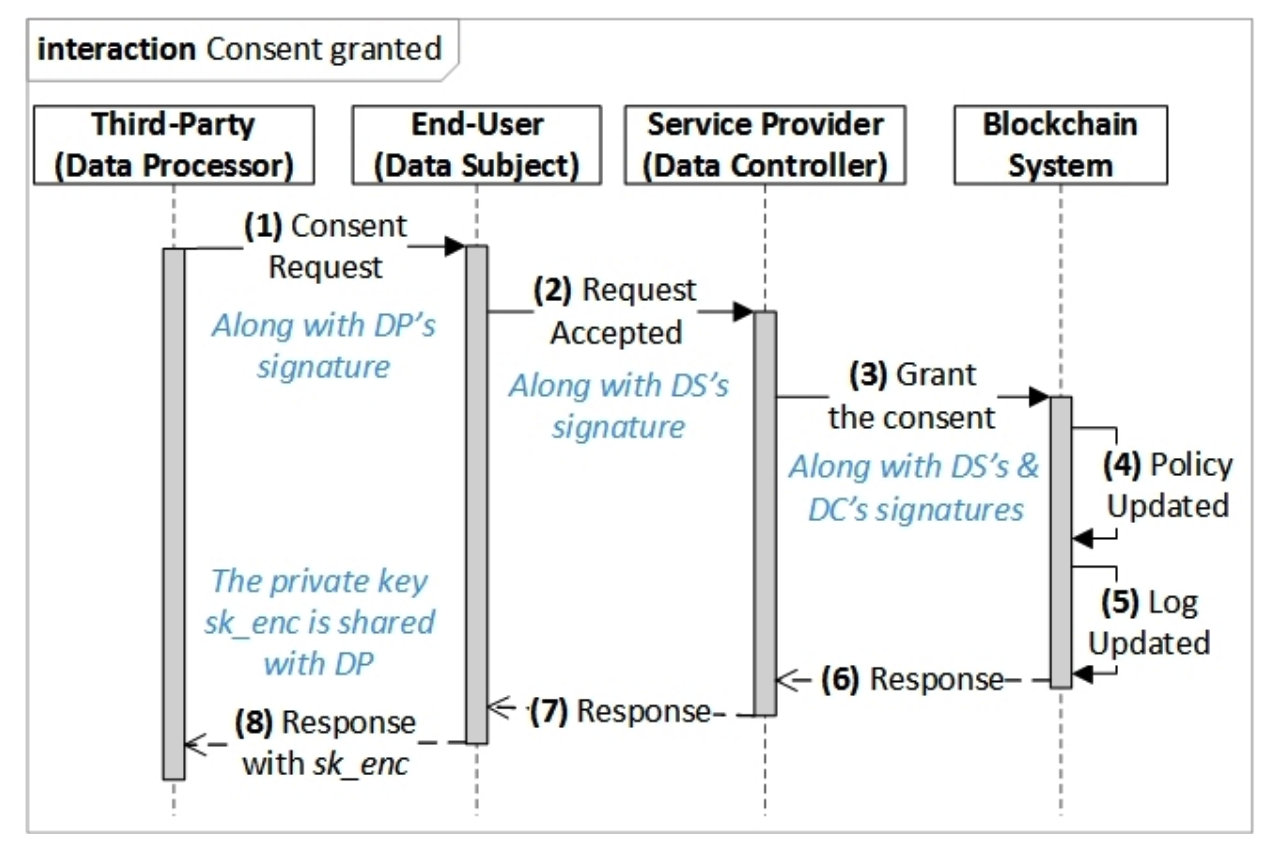 interaction Consent granted
Third-Party
(Data Processor)
End-User
(Data Subject)
Service Provider
(Data Controller)
Blockchain
System
(1) Consent
Request
Along with DP's
signature
(2) Request
Accepted
Along with DS's
signature
(3) Grant
the consent
Along with DS's &
DC's signatures
(4) Policy
Updated
(5) Log
Updated
(6) Response
(7) Response
The private key
sk_enc is shared
with DP
(8) Response
with sk_enc